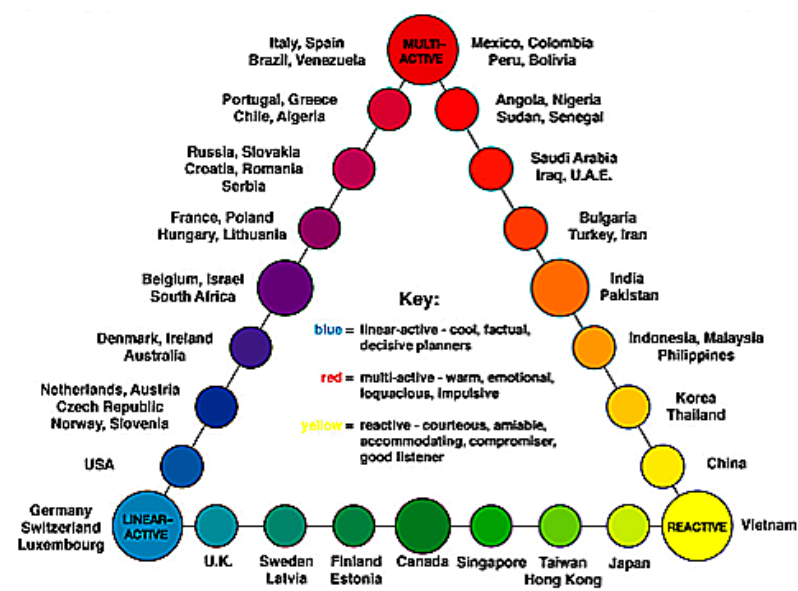 Italy, Spain
Brazil, Venezuela
MULTI-
ACTIVE
Mexico, Colombia
Peru, Bolivia
Portugal, Greece
Chile, Algeria
Angola, Nigeria
Sudan, Senegal
Russia, Slovakia
Croatia, Romania
Serbia
Saudi Arabia
Iraq, U.A.E.
France, Poland
Hungary, Lithuania
Bulgaria
Turkey, Iran
Belgium, Israel
South Africa
India
Pakistan
Key:
blue = linear-active - cool, factual,
decisive planners
red = multi-active - warm, emotional,
loquacious, impulsive
yellow = reactive - courteous, amiable,
accommodating, compromiser,
good listener
Denmark, Ireland
Australia
Indonesia, Malaysia
Philippines
Netherlands, Austria
Czech Republic
Norway, Slovenia
Korea
Thailand
USA
China
Germany
Switzerland
Luxembourg
LINEAR-
ACTIVE
REACTIVE
Vietnam
U.K.
Sweden
Latvia
Finland
Estonia
Canada
Singapore
Taiwan
Hong Kong
Japan